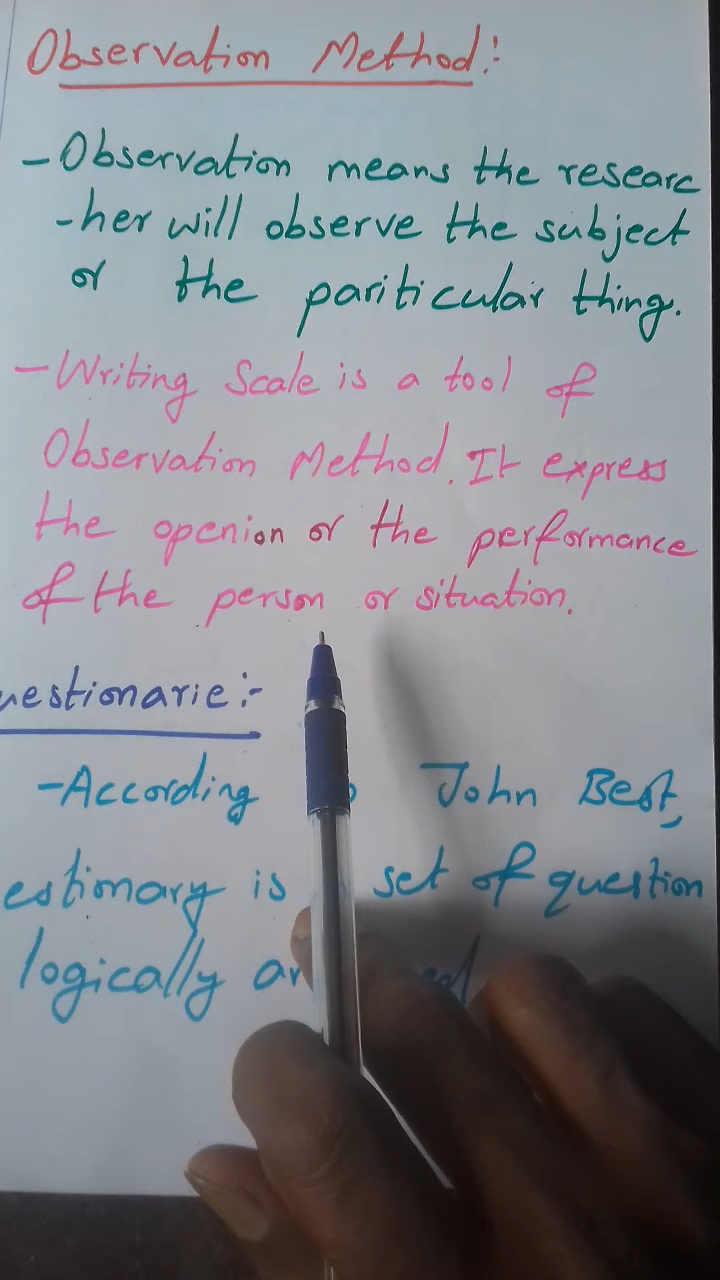 Observation Method:-
- Observation means the researc
-her will observe the subject
or the pariticular thing.
- Writing Scale is a tool of
Observation Method. It express
the openion or the performance
of the person or situation.
uestionarie :-
- According John Best,
estionary is set of question
logically